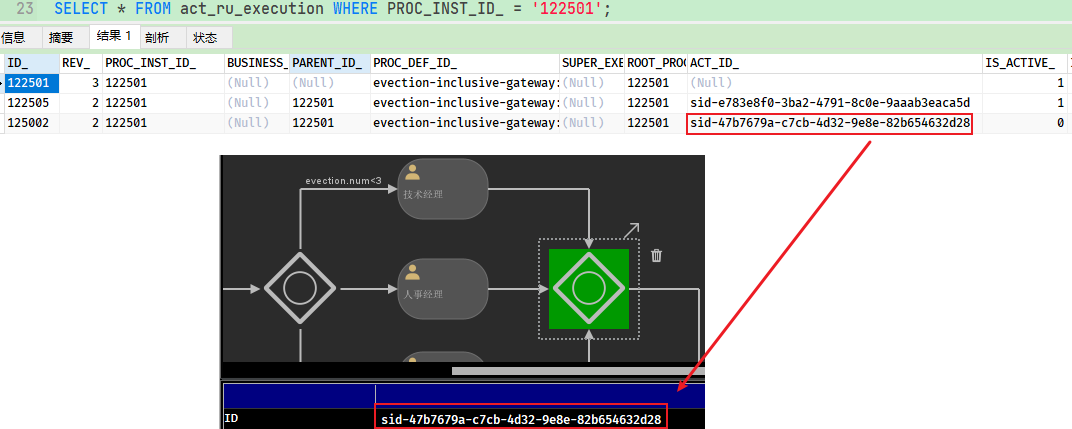 23 SELECT * FROM act_ru_execution WHERE PROC_INST_ID_ = '122501';
信息 摘要 结果 1 剖析 状态
ID_ REV_ PROC_INST_ID_ BUSINESS_ PARENT_ID_ PROC_DEF_ID_ SUPER_EXE ROOT_PROC ACT_ID_ IS_ACTIVE_
122501 3 122501 (Null) (Null) evection-inclusive-gateway: (Null) 122501 (Null) 1
122505 2 122501 (Null) 122501 evection-inclusive-gateway: (Null) 122501 sid-e783e8f0-3ba2-4791-8c0e-9aaab3eaca5d 1
125002 2 122501 (Null) 122501 evection-inclusive-gateway: (Null) 122501 sid-47b7679a-c7cb-4d32-9e8e-82b654632d28 0
evection.num<3
技术经理
人事经理
ID sid-47b7679a-c7cb-4d32-9e8e-82b654632d28